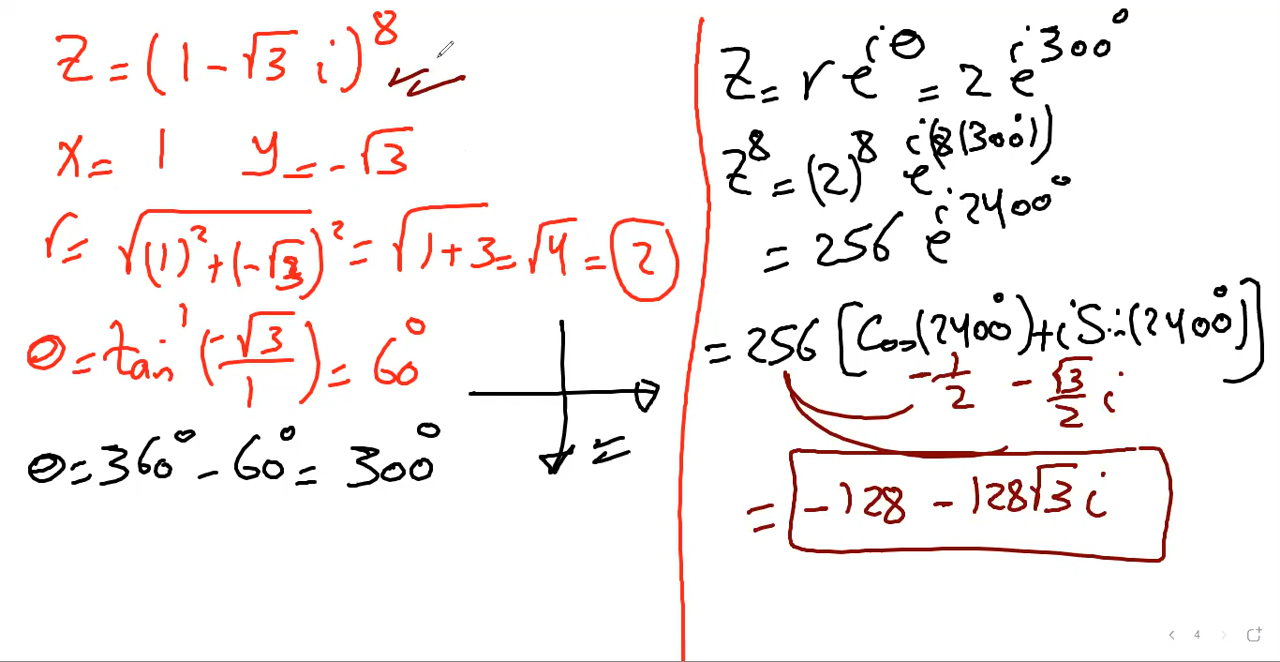 Z = (1 - √3 i)^8
x = 1   y = -√3
r = √((1)^2 + (-√3)^2) = √(1+3) = √4 = 2
θ = tan^-1 (-√3/1) = 60°
θ = 360° - 60° = 300°
Z = r e^{iθ} = 2 e^{i300°}
Z^8 = (2)^8 e^{i(8(300°))}
= 256 e^{i2400°}
= 256 [Cos(2400°) + i Sin(2400°)]
-1/2 - √3/2 i
= -128 - 128√3 i
4